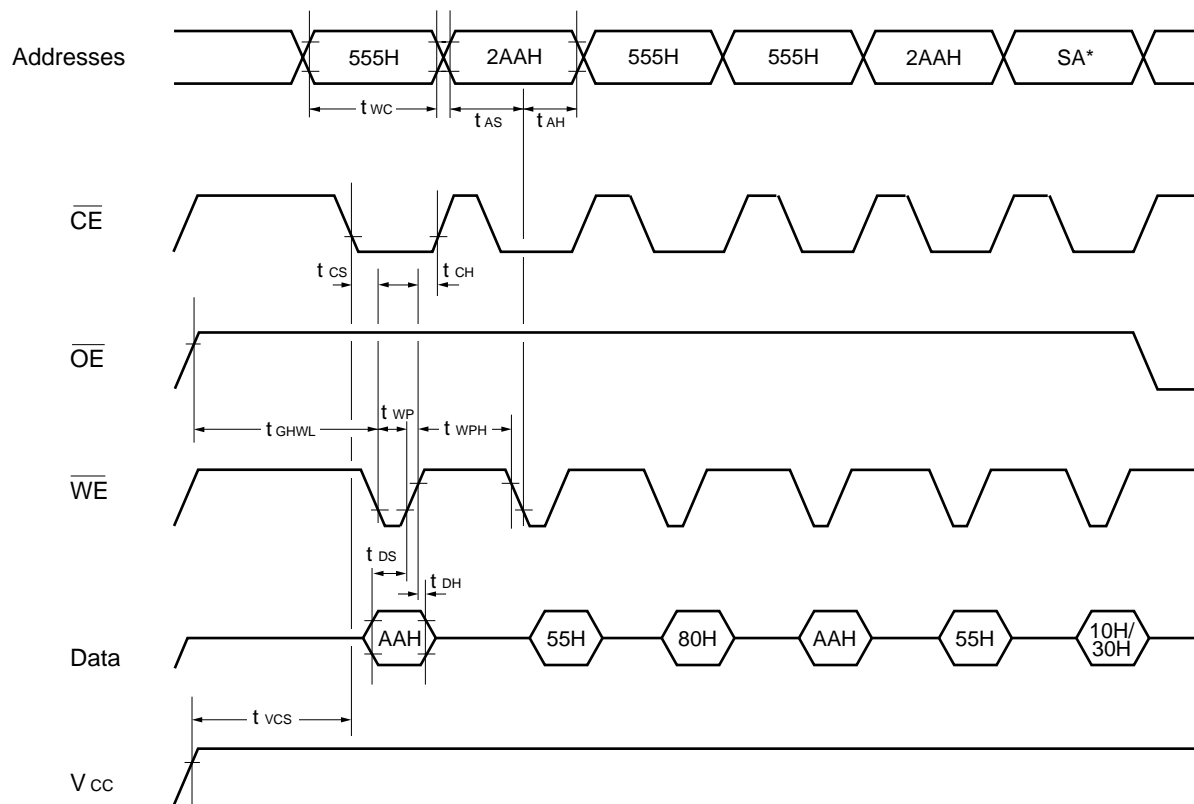 Addresses
555H 2AAH 555H 555H 2AAH SA*
t WC t AS t AH
CE
t CS t CH
OE
t GHWL t WP t WPH
WE
t DS t DH
Data
AAH 55H 80H AAH 55H 10H/
30H
t VCS
V CC